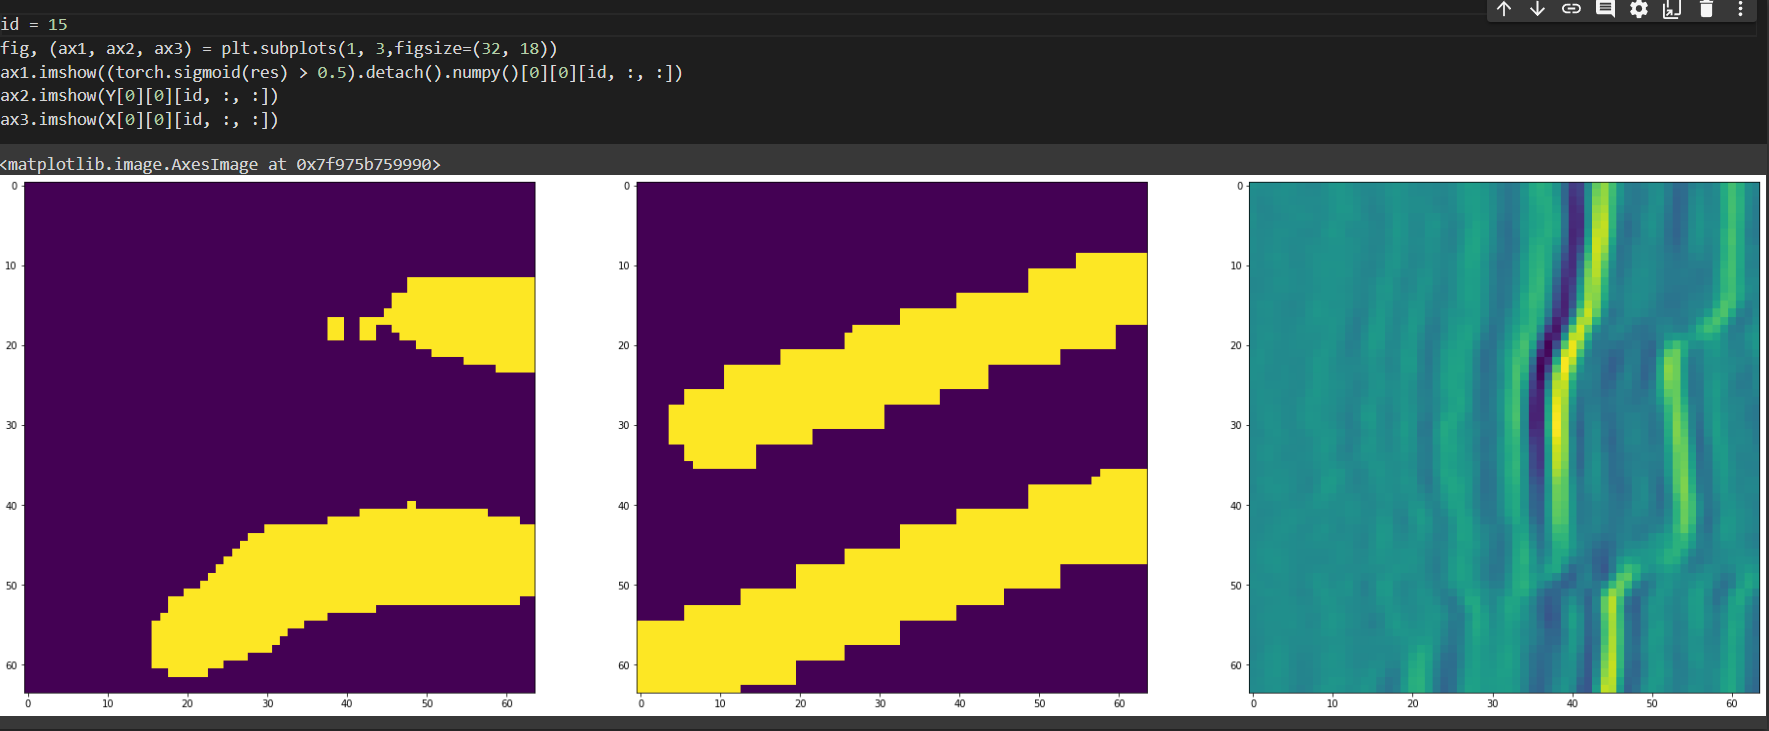 id = 15
fig, (ax1, ax2, ax3) = plt.subplots(1, 3,figsize=(32, 18))
ax1.imshow((torch.sigmoid(res) > 0.5).detach().numpy()[0][0][id, :, :])
ax2.imshow(Y[0][0][id, :, :])
ax3.imshow(X[0][0][id, :, :])
<matplotlib.image.AxesImage at 0x7f975b759990>
0
10
20
30
40
50
60
0 10 20 30 40 50 60
0
10
20
30
40
50
60
0 10 20 30 40 50 60
0
10
20
30
40
50
60
0 10 20 30 40 50 60